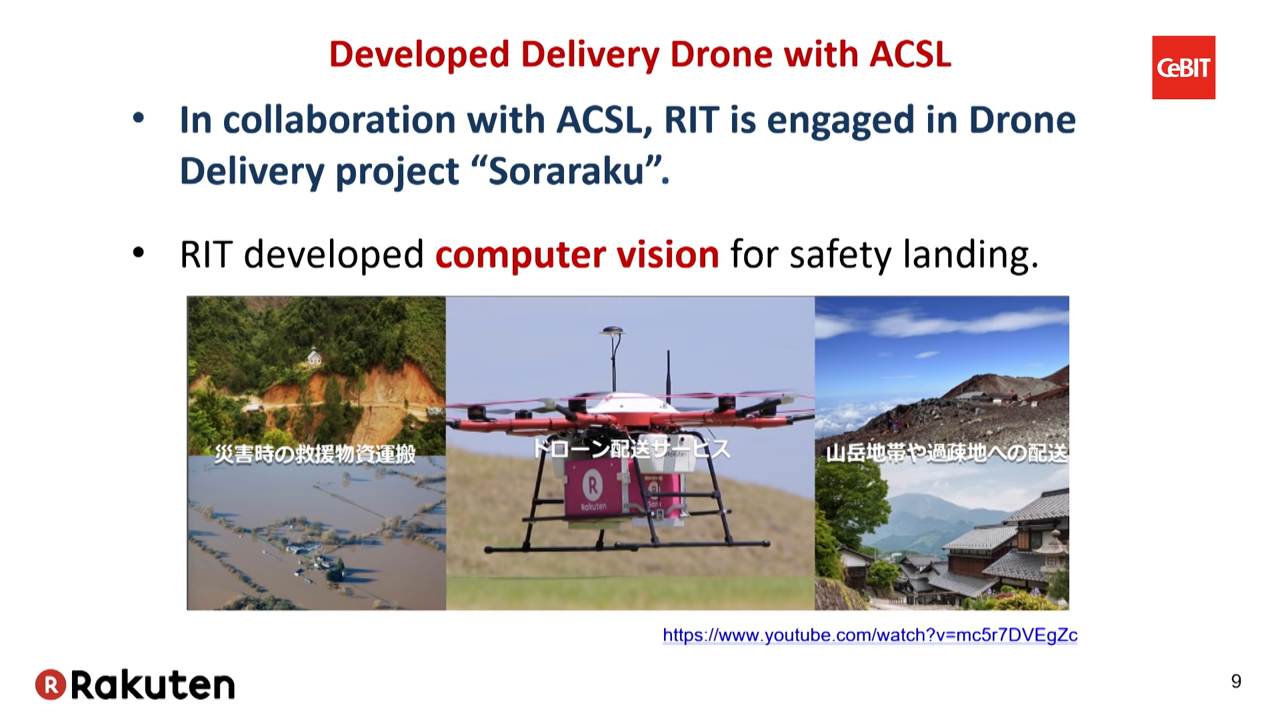 Developed Delivery Drone with ACSL
CeBIT
• In collaboration with ACSL, RIT is engaged in Drone
Delivery project “Soraraku”.
• RIT developed computer vision for safety landing.
災害時の救援物資運搬
ドローン配送サービス
山岳地帯や過疎地への配送
R
Rakuten
R
https://www.youtube.com/watch?v=mc5r7DVEgZc
R Rakuten
9